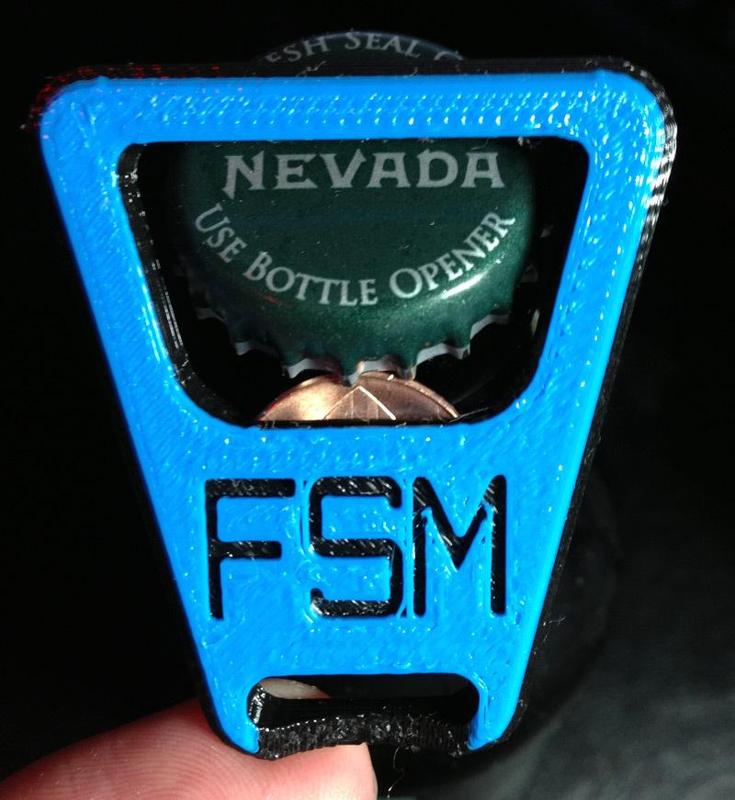 SEAL
NEVADA
USE BOTTLE OPENER
FSM